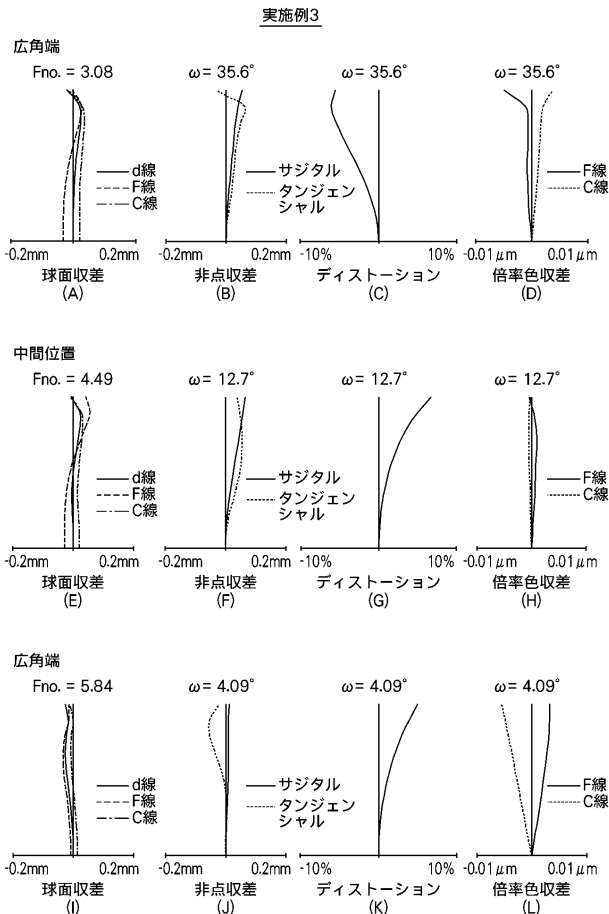 実施例3
広角端
Fno. = 3.08
ω = 35.6°
ω = 35.6°
ω = 35.6°
d線
F線
C線
サジタル
タンジェン
シャル
F線
C線
-0.2mm 0.2mm
-0.2mm 0.2mm
-10% 10%
-0.01μm 0.01μm
球面収差
非点収差
ディストーション
倍率色収差
(A)
(B)
(C)
(D)
中間位置
Fno. = 4.49
ω = 12.7°
ω = 12.7°
ω = 12.7°
d線
F線
C線
サジタル
タンジェン
シャル
F線
C線
-0.2mm 0.2mm
-0.2mm 0.2mm
-10% 10%
-0.01μm 0.01μm
球面収差
非点収差
ディストーション
倍率色収差
(E)
(F)
(G)
(H)
広角端
Fno. = 5.84
ω = 4.09°
ω = 4.09°
ω = 4.09°
d線
F線
C線
サジタル
タンジェン
シャル
F線
C線
-0.2mm 0.2mm
-0.2mm 0.2mm
-10% 10%
-0.01μm 0.01μm
球面収差
非点収差
ディストーション
倍率色収差
(I)
(J)
(K)
(L)